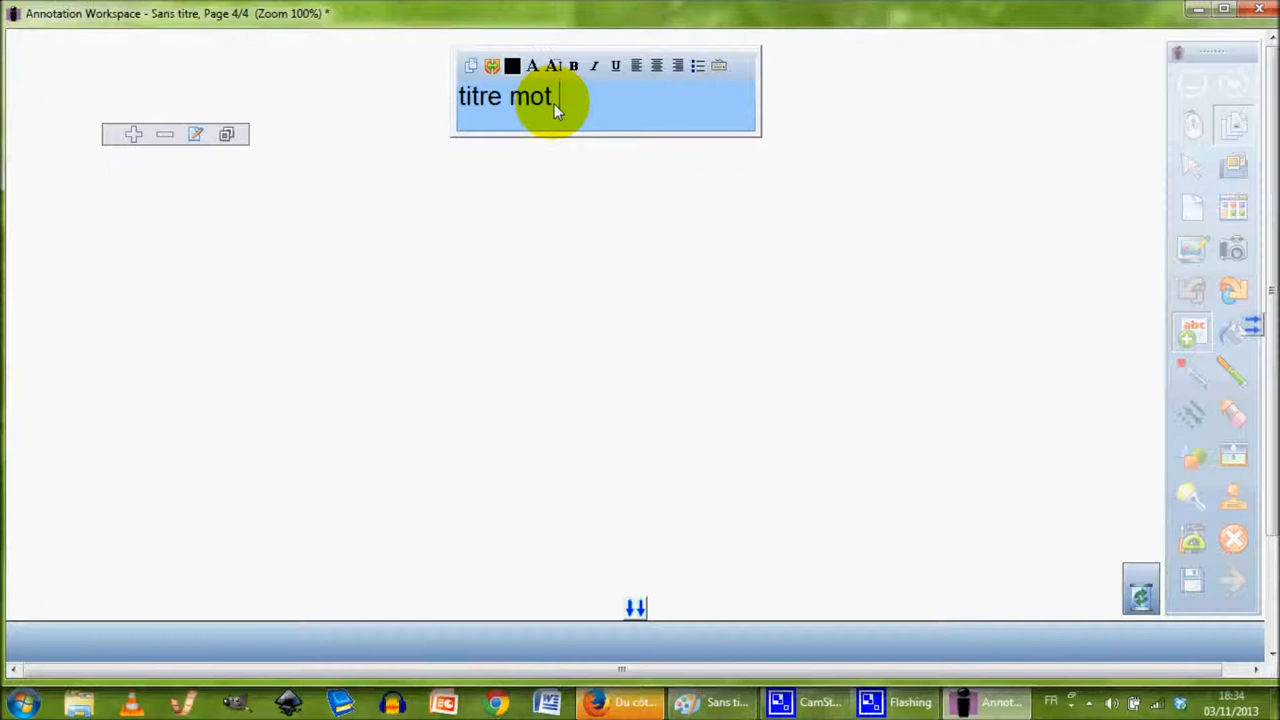 Annotation Workspace - Sans titre, Page 4/4 (Zoom 100%) *
A A B I U
titre mot
abc
Du côt...
Sans ti...
CamSt...
Flashing
Annot...
FR
18:34
03/11/2013